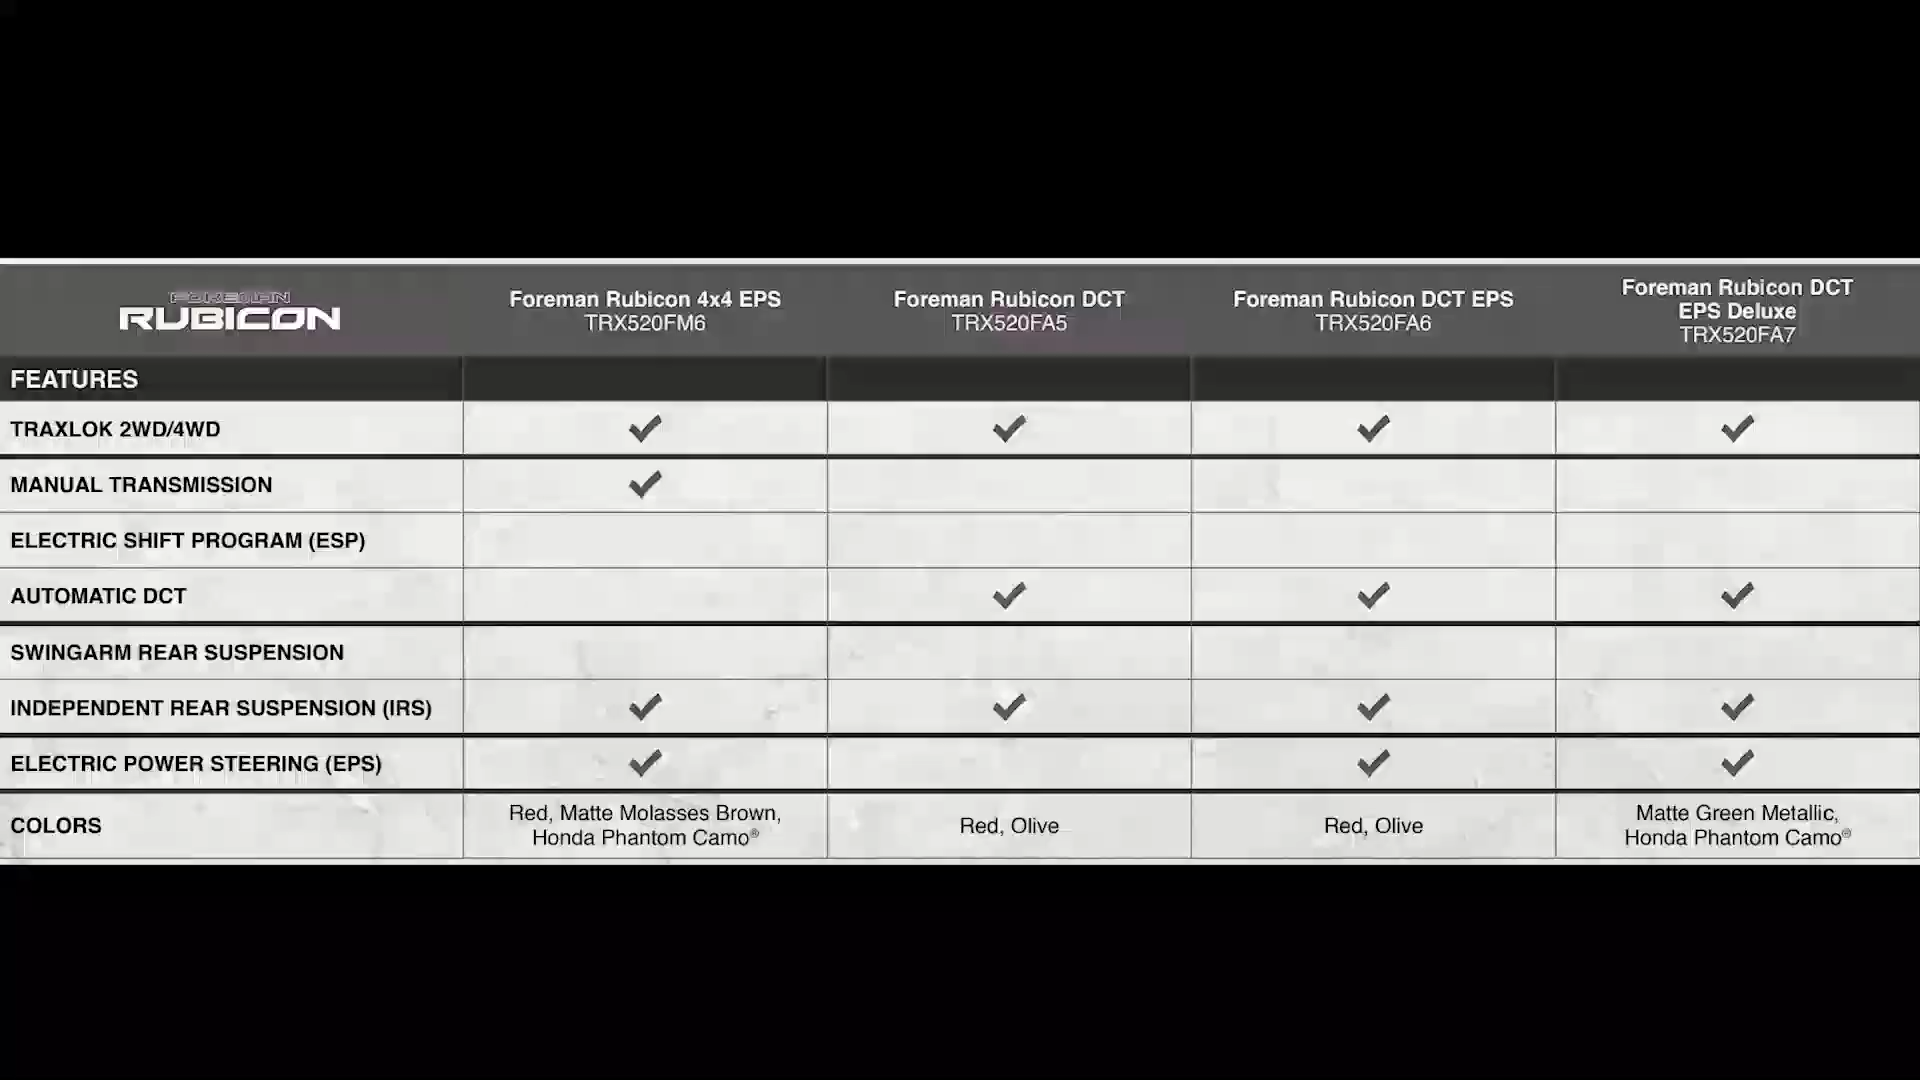 FOREMAN
RUBICON
Foreman Rubicon 4x4 EPS
TRX520FM6
Foreman Rubicon DCT
TRX520FA5
Foreman Rubicon DCT EPS
TRX520FA6
Foreman Rubicon DCT
EPS Deluxe
TRX520FA7
FEATURES
TRAXLOK 2WD/4WD ✓ ✓ ✓ ✓
MANUAL TRANSMISSION ✓
ELECTRIC SHIFT PROGRAM (ESP)
AUTOMATIC DCT ✓ ✓ ✓
SWINGARM REAR SUSPENSION
INDEPENDENT REAR SUSPENSION (IRS) ✓ ✓ ✓ ✓
ELECTRIC POWER STEERING (EPS) ✓ ✓ ✓
COLORS
Red, Matte Molasses Brown,
Honda Phantom Camo®
Red, Olive
Red, Olive
Matte Green Metallic,
Honda Phantom Camo®